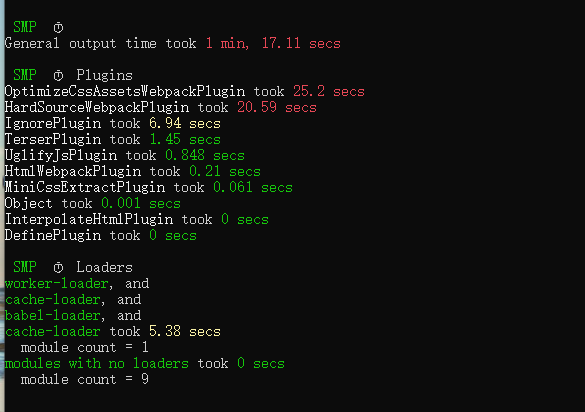 SMP ⏱
General output time took 1 min, 17.11 secs
SMP ⏱ Plugins
OptimizeCssAssetsWebpackPlugin took 25.2 secs
HardSourceWebpackPlugin took 20.59 secs
IgnorePlugin took 6.94 secs
TerserPlugin took 1.45 secs
UglifyJsPlugin took 0.848 secs
HtmlWebpackPlugin took 0.21 secs
MiniCssExtractPlugin took 0.061 secs
Object took 0.001 secs
InterpolateHtmlPlugin took 0 secs
DefinePlugin took 0 secs
SMP ⏱ Loaders
worker-loader, and
cache-loader, and
babel-loader, and
cache-loader took 5.38 secs
module count = 1
modules with no loaders took 0 secs
module count = 9